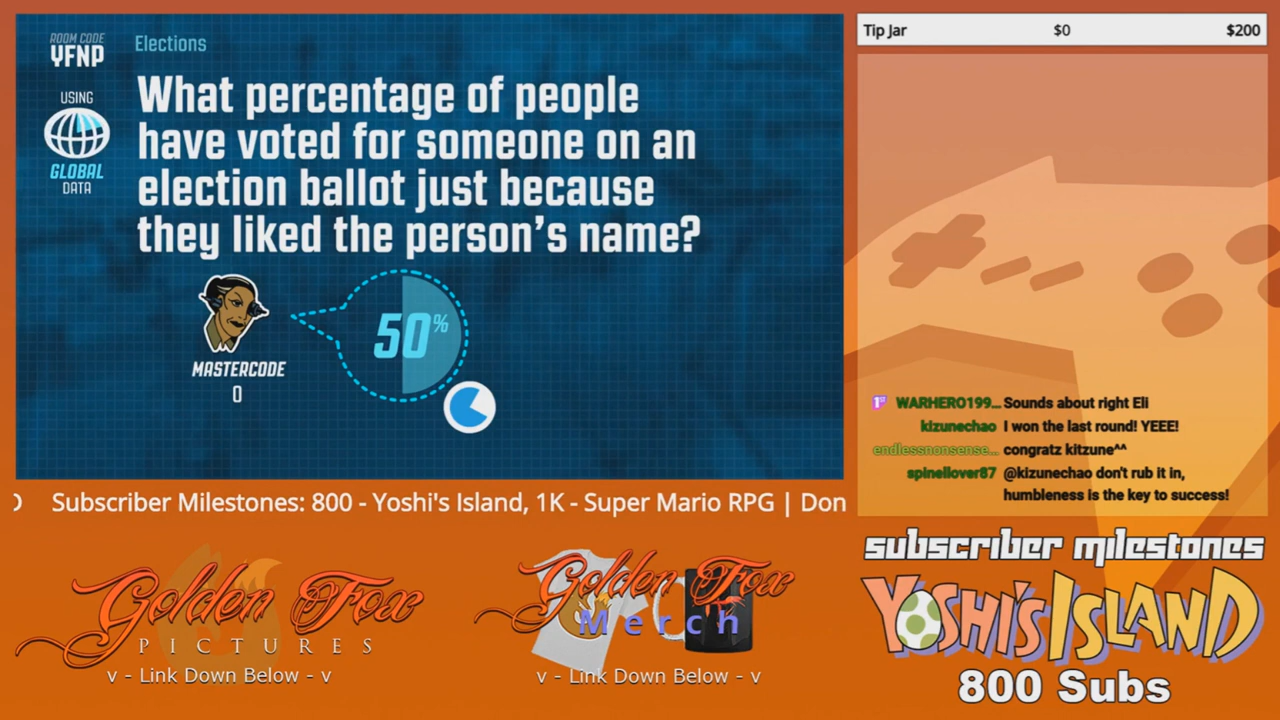 ROOM CODE
YFNP
USING
GLOBAL
DATA
Elections
What percentage of people
have voted for someone on an
election ballot just because
they liked the person's name?
50%
MASTERCODE
0
Tip Jar $0 $200
WARHERO199... Sounds about right Eli
kizunechao I won the last round! YEEE!
endlessnonsense... congratz kitzune^^
spinellover87 @kizunechao don't rub it in,
humbleness is the key to success!
Subscriber Milestones: 800 - Yoshi's Island, 1K - Super Mario RPG | Don
Golden Fox
PICTURES
v - Link Down Below - v
Golden Fox
Merch
v - Link Down Below - v
subscriber milestones
YOSHI'S ISLAND
800 Subs